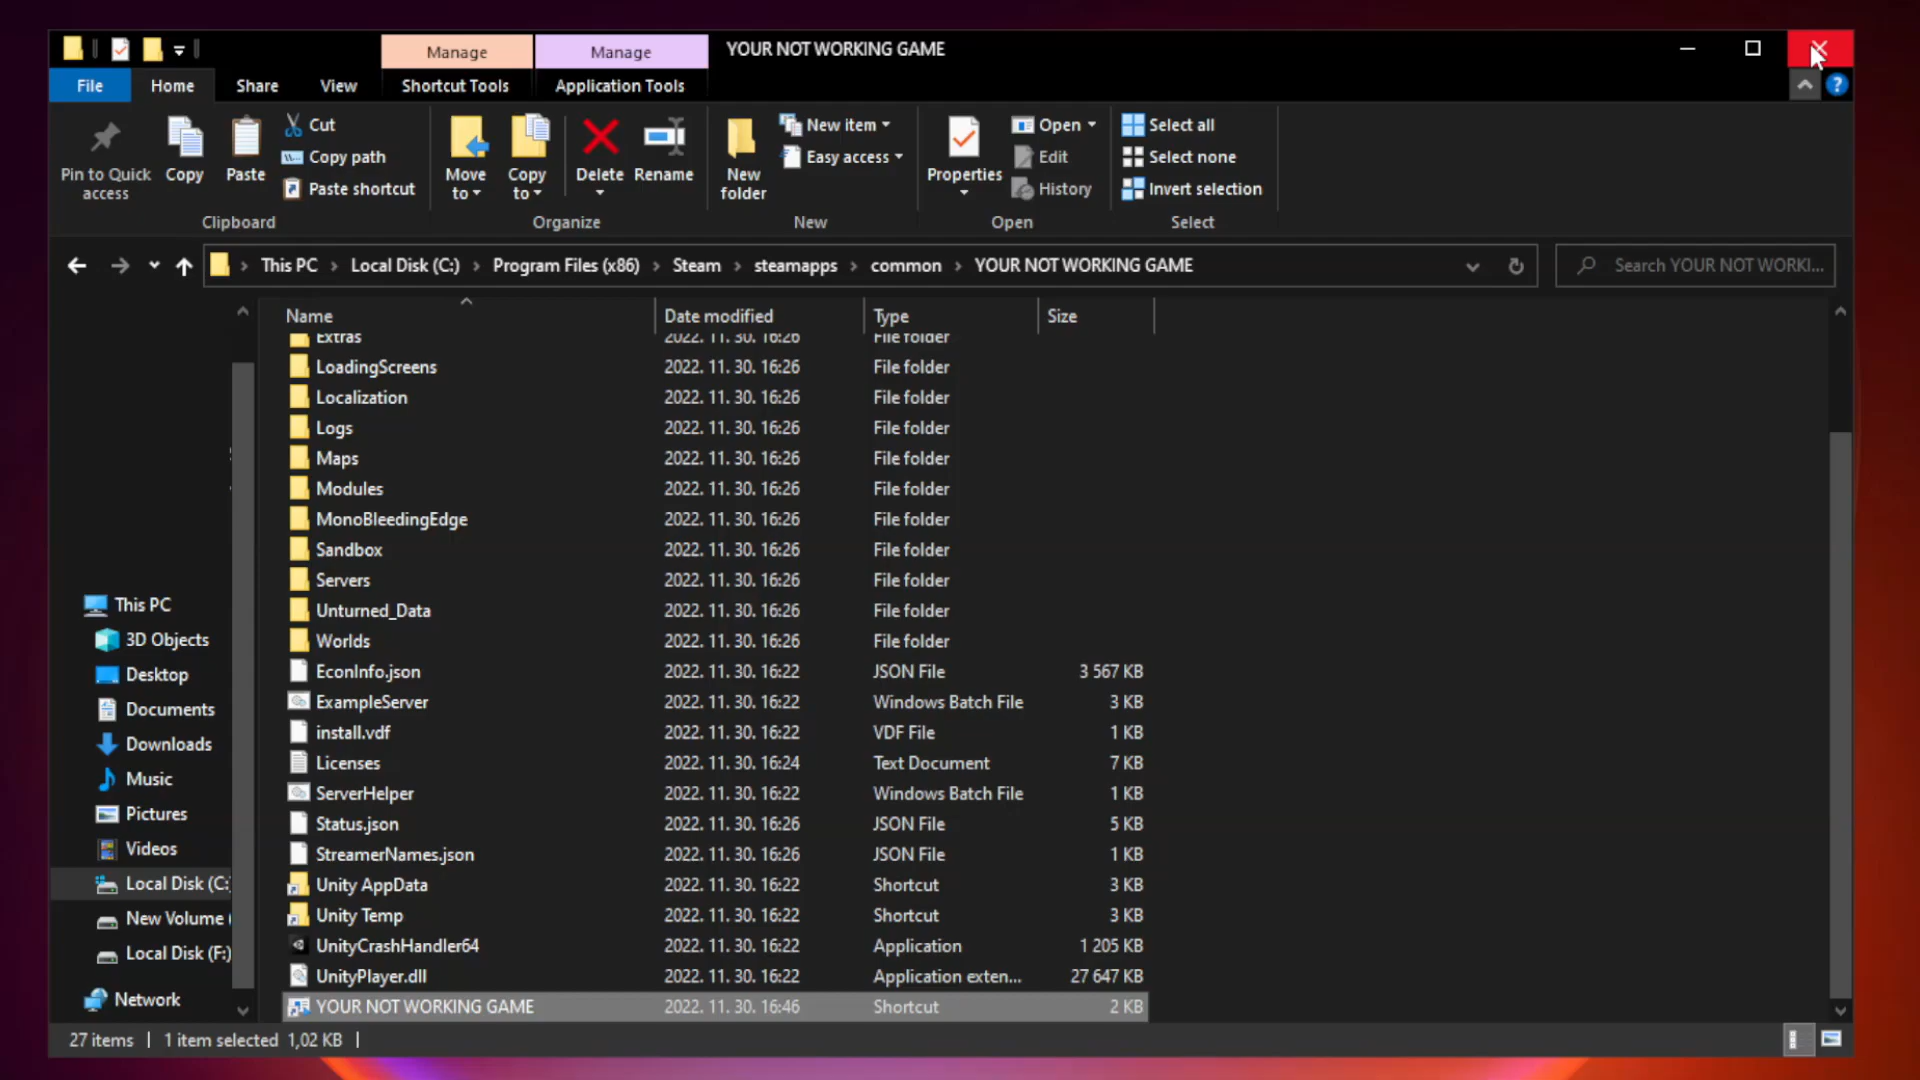 Manage Manage YOUR NOT WORKING GAME
File Home Share View Shortcut Tools Application Tools
Pin to Quick access
Copy
Paste
Cut
Copy path
Paste shortcut
Clipboard
Move to
Copy to
Delete
Rename
Organize
New folder
New item
Easy access
New
Properties
Open
Edit
History
Open
Select all
Select none
Invert selection
Select
This PC Local Disk (C:) Program Files (x86) Steam steamapps common YOUR NOT WORKING GAME
Search YOUR NOT WORKI...
This PC
3D Objects
Desktop
Documents
Downloads
Music
Pictures
Videos
Local Disk (C:)
New Volume (
Local Disk (F:)
Network
Name Date modified Type Size
Extras 2022. 11. 30. 16:26 File folder
LoadingScreens 2022. 11. 30. 16:26 File folder
Localization 2022. 11. 30. 16:26 File folder
Logs 2022. 11. 30. 16:26 File folder
Maps 2022. 11. 30. 16:26 File folder
Modules 2022. 11. 30. 16:26 File folder
MonoBleedingEdge 2022. 11. 30. 16:26 File folder
Sandbox 2022. 11. 30. 16:26 File folder
Servers 2022. 11. 30. 16:26 File folder
Unturned_Data 2022. 11. 30. 16:26 File folder
Worlds 2022. 11. 30. 16:26 File folder
EconInfo.json 2022. 11. 30. 16:22 JSON File 3 567 KB
ExampleServer 2022. 11. 30. 16:22 Windows Batch File 3 KB
install.vdf 2022. 11. 30. 16:22 VDF File 1 KB
Licenses 2022. 11. 30. 16:24 Text Document 7 KB
ServerHelper 2022. 11. 30. 16:22 Windows Batch File 1 KB
Status.json 2022. 11. 30. 16:26 JSON File 5 KB
StreamerNames.json 2022. 11. 30. 16:26 JSON File 1 KB
Unity AppData 2022. 11. 30. 16:22 Shortcut 3 KB
Unity Temp 2022. 11. 30. 16:22 Shortcut 3 KB
UnityCrashHandler64 2022. 11. 30. 16:22 Application 1 205 KB
UnityPlayer.dll 2022. 11. 30. 16:22 Application exten... 27 647 KB
YOUR NOT WORKING GAME 2022. 11. 30. 16:46 Shortcut 2 KB
27 items 1 item selected 1,02 KB